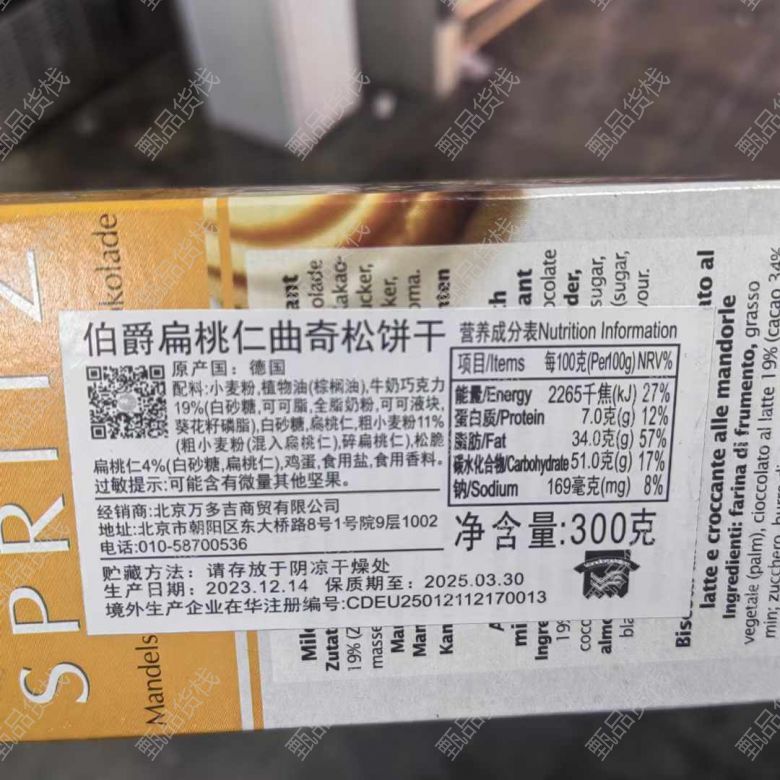 伯爵扁桃仁曲奇松饼干
原产国：德国
配料:小麦粉,植物油(棕榈油),牛奶巧克力
19%(白砂糖,可可脂,全脂奶粉,可可液块,
葵花籽磷脂),白砂糖,扁桃仁,粗小麦粉11%
(粗小麦粉(混入扁桃仁),碎扁桃仁),松脆
扁桃仁4%(白砂糖,扁桃仁),鸡蛋,食用盐,食用香料。
过敏提示:可能含有微量其他坚果。
经销商:北京万多吉商贸有限公司
地址:北京市朝阳区东大桥路8号1号院9层1002
电话:010-58700536
贮藏方法：请存放于阴凉干燥处
生产日期：2023.12.14 保质期至：2025.03.30
境外生产企业在华注册编号:CDEU25012112170013
营养成分表Nutrition Information
项目/Items 每100克(Per100g) NRV%
能量/Energy 2265千焦(kJ) 27%
蛋白质/Protein 7.0克(g) 12%
脂肪/Fat 34.0克(g) 57%
碳水化合物/Carbohydrate 51.0克(g) 17%
钠/Sodium 169毫克(mg) 8%
净含量:300克
SPRITZ
Mandels
kolade
latte e croccante alle mandorle
Ingredienti: farina di frumento, grasso
vegetale (palm), cioccolato al latte 19% (cacao 34%
甄品货栈